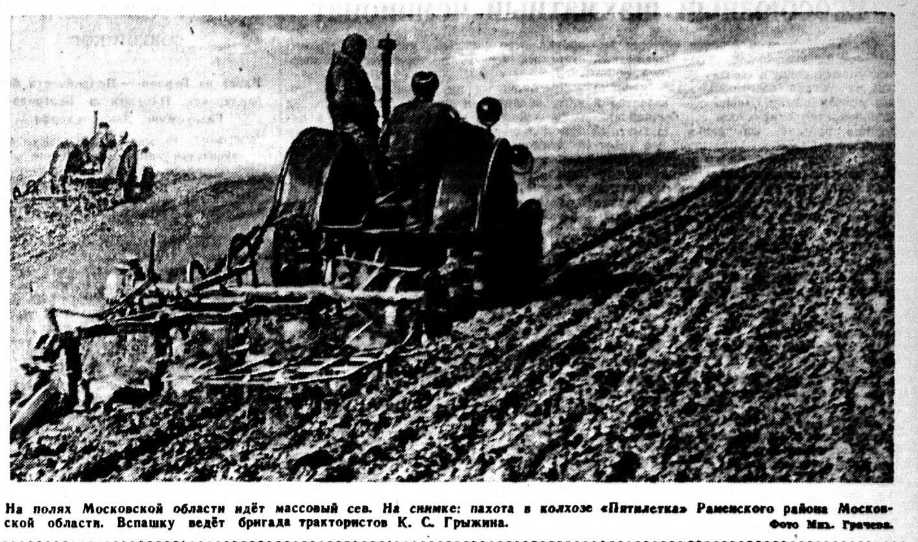 На полях Московской области идёт массовый сев. На снимке: пахота в колхозе «Пятилетка» Раменского района Москов-
ской области. Вспашку ведёт бригада трактористов К. С. Грыжина.
Фото Мих. Грачева.